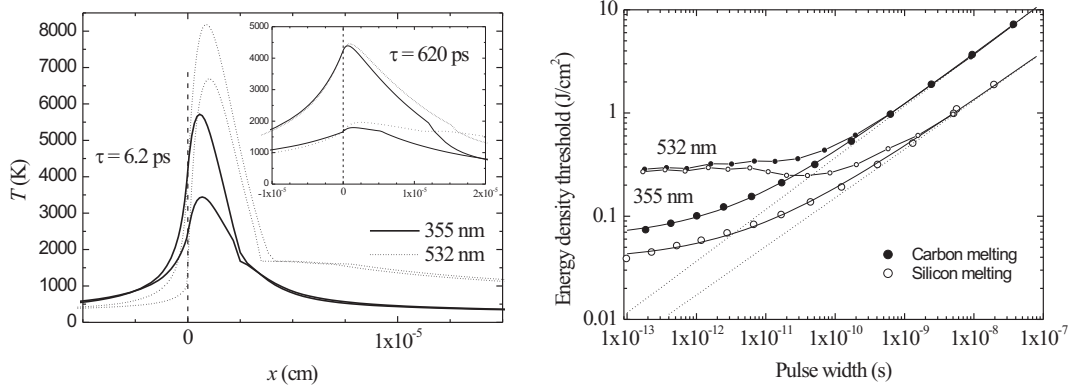 8000
7000
6000
5000
4000
3000
2000
1000
0
T (K)
τ = 6.2 ps
0
1x10⁻⁵
x (cm)
355 nm
532 nm
5000
4000
3000
2000
1000
0
τ = 620 ps
-1x10⁻⁵
0
1x10⁻⁵
2x10⁻⁵
10
1
0.1
0.01
Energy density threshold (J/cm²)
532 nm
355 nm
Carbon melting
Silicon melting
1x10⁻¹³
1x10⁻¹²
1x10⁻¹¹
1x10⁻¹⁰
1x10⁻⁹
1x10⁻⁸
1x10⁻⁷
Pulse width (s)